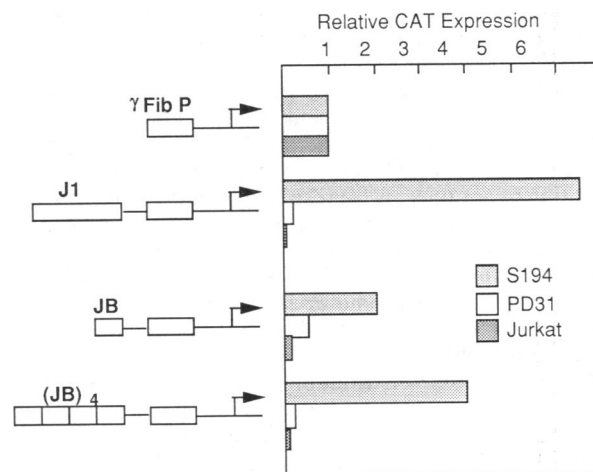 Relative CAT Expression
1 2 3 4 5 6
γ Fib P
J1
JB
(JB) 4
S194
PD31
Jurkat